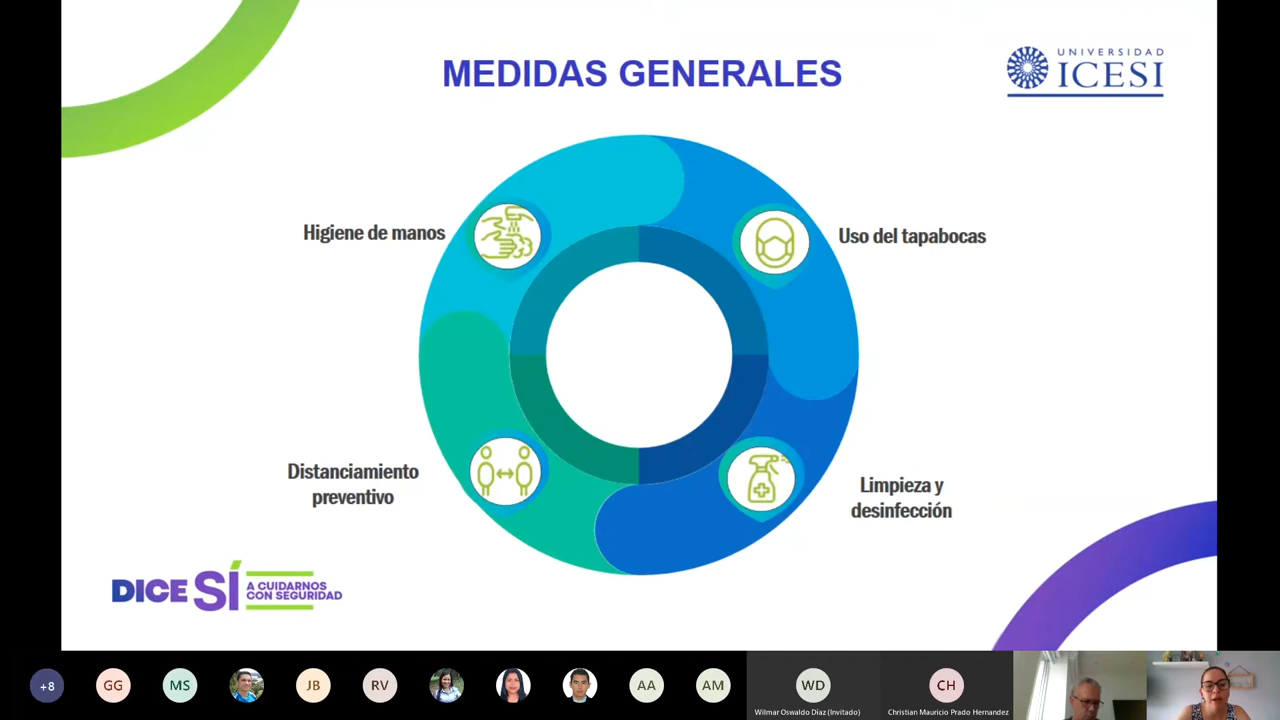 MEDIDAS GENERALES
UNIVERSIDAD
ICESI
Higiene de manos
Uso del tapabocas
Distanciamiento
preventivo
Limpieza y
desinfección
DICE SÍ A CUIDARNOS
CON SEGURIDAD
+8
GG
MS
JB
RV
AA
AM
WD
CH
Wilmar Oswaldo Díaz (Invitado)
Christian Mauricio Prado Hernandez